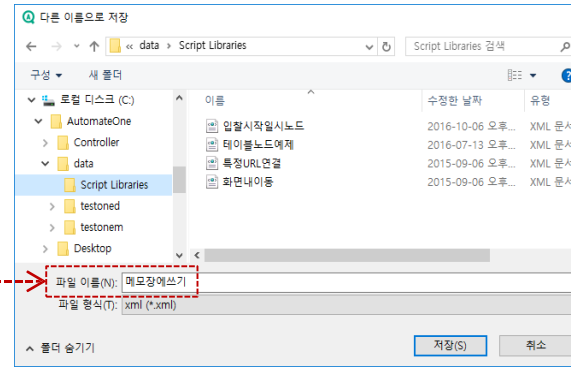 다른 이름으로 저장
« data › Script Libraries
Script Libraries 검색
구성 ▾ 새 폴더
로컬 디스크 (C:)
AutomateOne
Controller
data
Script Libraries
testoned
testonem
Desktop
이름 수정한 날짜 유형
입찰시작일시노드 2016-10-06 오후... XML 문서
테이블노드예제 2016-07-13 오후... XML 문서
특정URL연결 2015-09-06 오후... XML 문서
화면내이동 2015-09-06 오후... XML 문서
파일 이름(N): 메모장에쓰기
파일 형식(T): xml (*.xml)
폴더 숨기기
저장(S) 취소